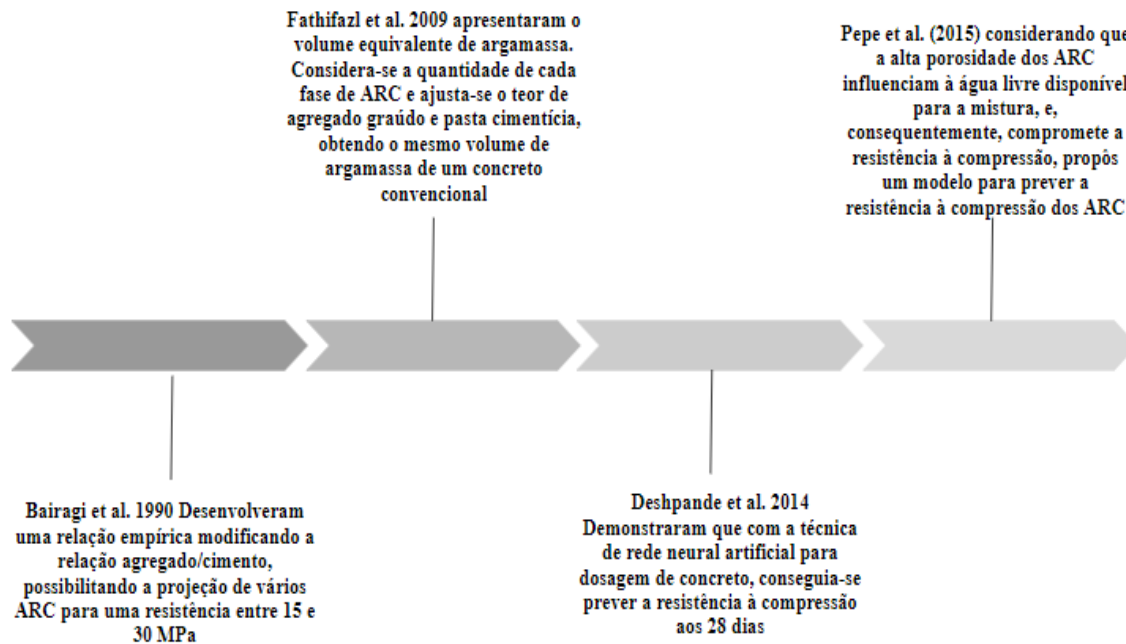 Fathifazl et al. 2009 apresentaram o
volume equivalente de argamassa.
Considera-se a quantidade de cada
fase de ARC e ajusta-se o teor de
agregado graúdo e pasta cimentícia,
obtendo o mesmo volume de
argamassa de um concreto
convencional
Pepe et al. (2015) considerando que
a alta porosidade dos ARC
influenciam à água livre disponível
para a mistura, e,
consequentemente, compromete a
resistência à compressão, propôs
um modelo para prever a
resistência à compressão dos ARC
Bairagi et al. 1990 Desenvolveram
uma relação empírica modificando a
relação agregado/cimento,
possibilitando a projeção de vários
ARC para uma resistência entre 15 e
30 MPa
Deshpande et al. 2014
Demonstraram que com a técnica
de rede neural artificial para
dosagem de concreto, conseguia-se
prever a resistência à compressão
aos 28 dias